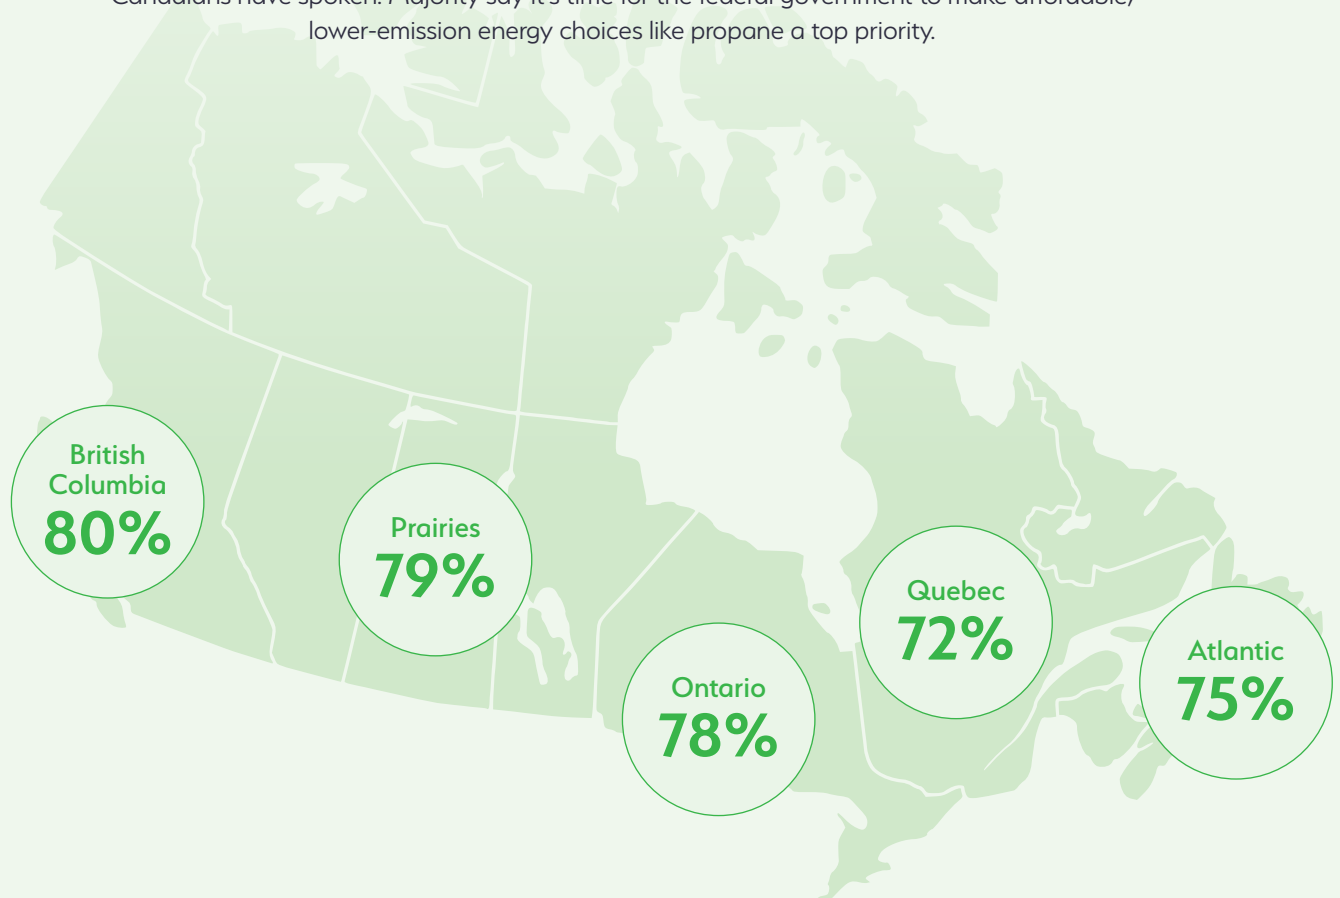 Canadians have spoken. Majority say it's time for the federal government to make affordable,
lower-emission energy choices like propane a top priority.
British
Columbia
80%
Prairies
79%
Ontario
78%
Quebec
72%
Atlantic
75%